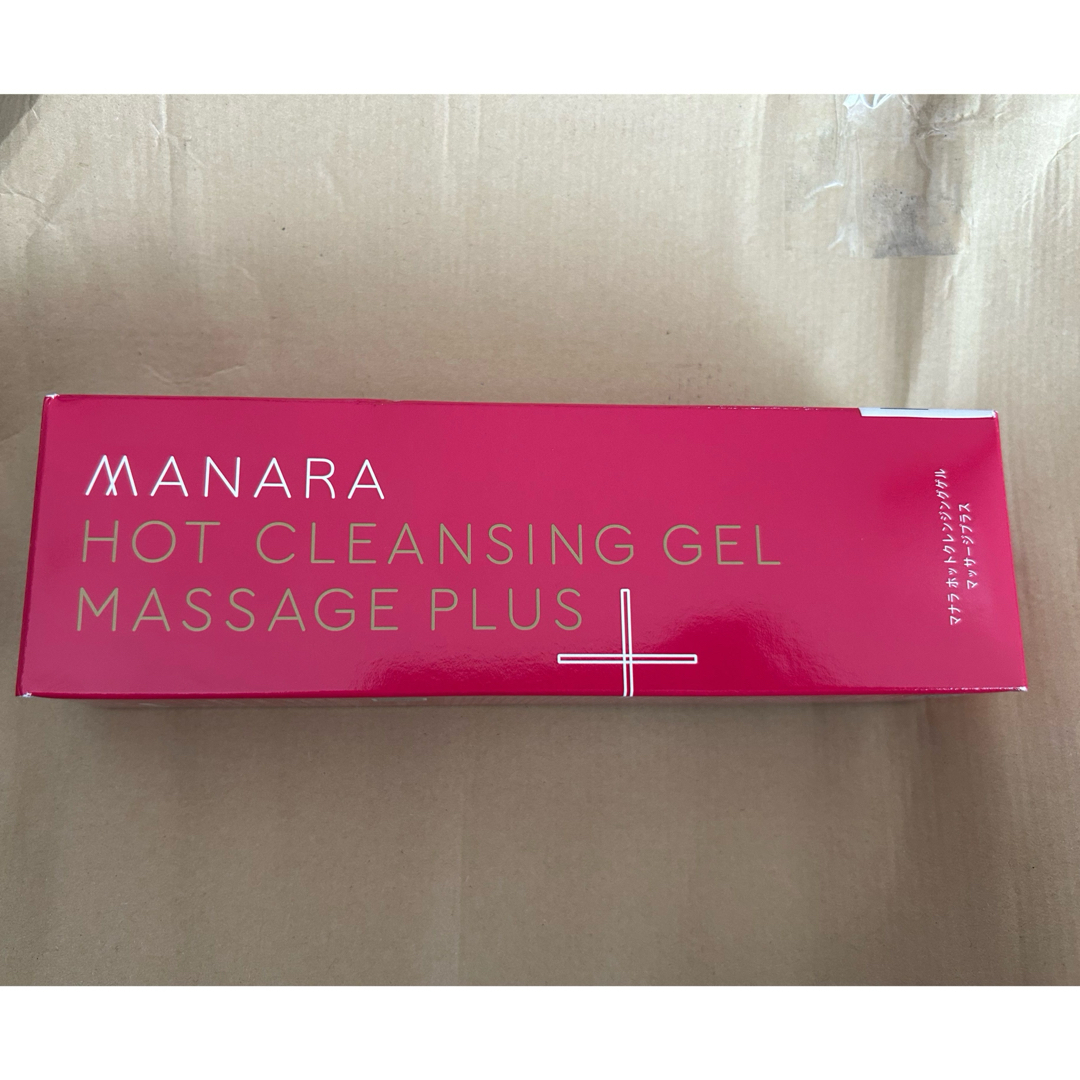 MANARA
HOT CLEANSING GEL
MASSAGE PLUS
マナラ ホットクレンジングゲル
マッサージプラス